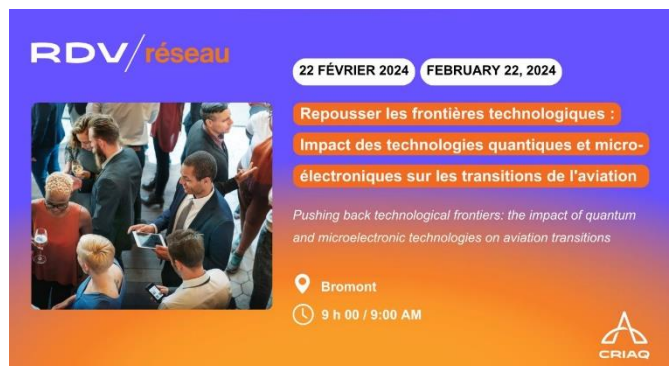 RDV/réseau
22 FÉVRIER 2024 FEBRUARY 22, 2024
Repousser les frontières technologiques :
Impact des technologies quantiques et micro-
électroniques sur les transitions de l'aviation
Pushing back technological frontiers: the impact of quantum
and microelectronic technologies on aviation transitions
Bromont
9 h 00 / 9:00 AM
CRIAQ